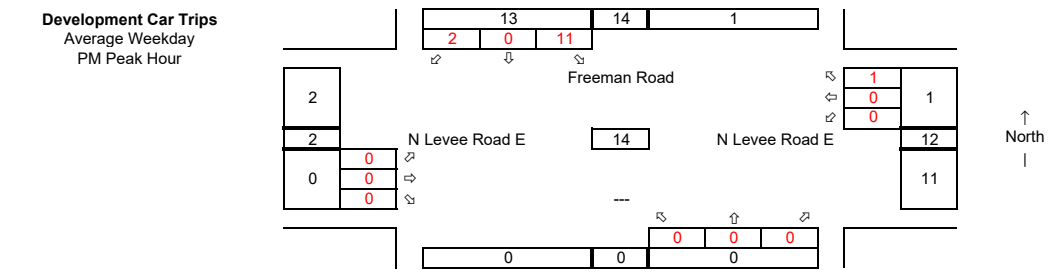 Development Car Trips
Average Weekday
PM Peak Hour
13 14 1
2 0 11
⬃ ⇩ ⬂
Freeman Road
⬁ 1
2 ⇦ 0 1
⬃ 0
↑
2 N Levee Road E 14 N Levee Road E 12 North
0 ⬀ |
0 0 ⇨ 11
0 ⬂ ---
⬁ ⇧ ⬀
0 0 0
0 0 0